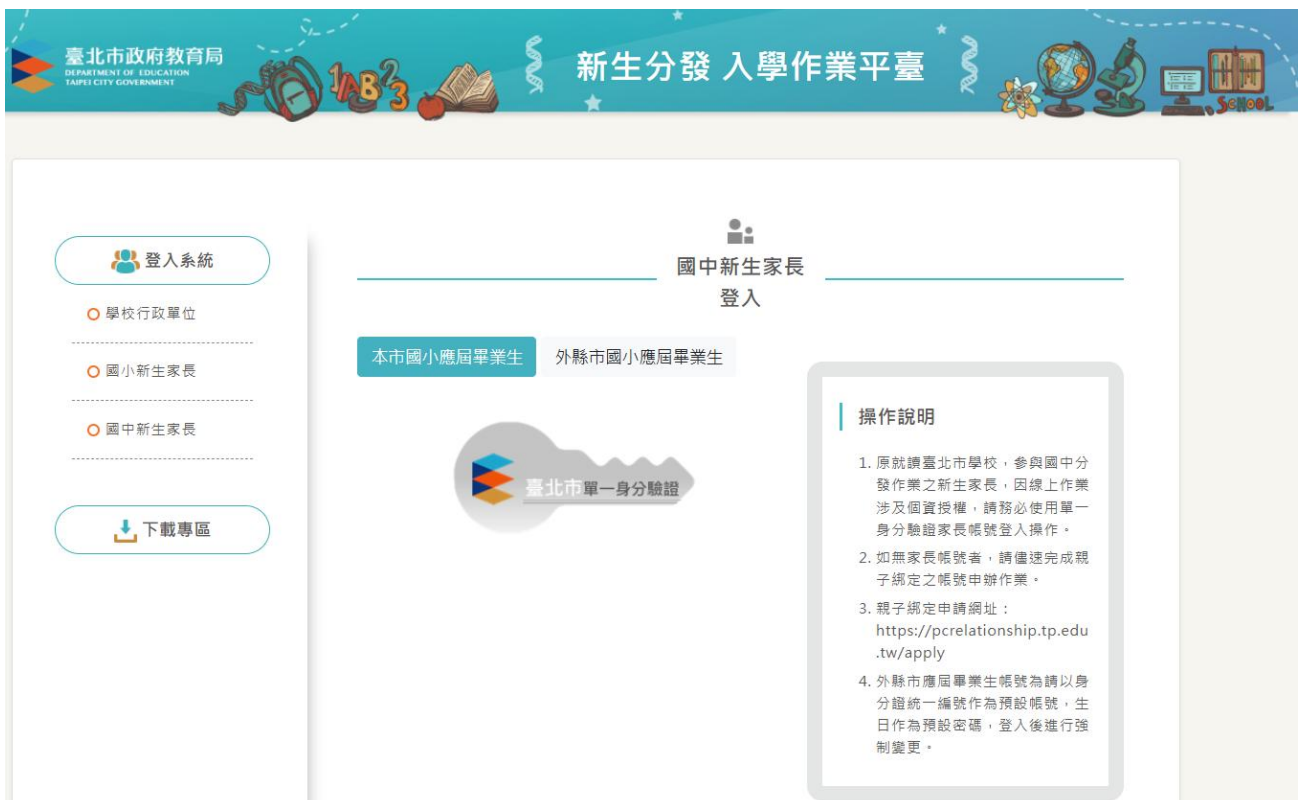 臺北市政府教育局
DEPARTMENT OF EDUCATION
TAIPEI CITY GOVERNMENT
1AB2
3
新生分發 入學作業平臺
SCHOOL
登入系統
學校行政單位
國小新生家長
國中新生家長
下載專區
國中新生家長
登入
本市國小應屆畢業生
外縣市國小應屆畢業生
臺北市單一身分驗證
操作說明
1. 原就讀臺北市學校，參與國中分
發作業之新生家長，因線上作業
涉及個資授權，請務必使用單一
身分驗證家長帳號登入操作。
2. 如無家長帳號者，請儘速完成親
子綁定之帳號申辦作業。
3. 親子綁定申請網址：
https://pcrelationship.tp.edu
.tw/apply
4. 外縣市應屆畢業生帳號為請以身
分證統一編號作為預設帳號，生
日作為預設密碼，登入後進行強
制變更。